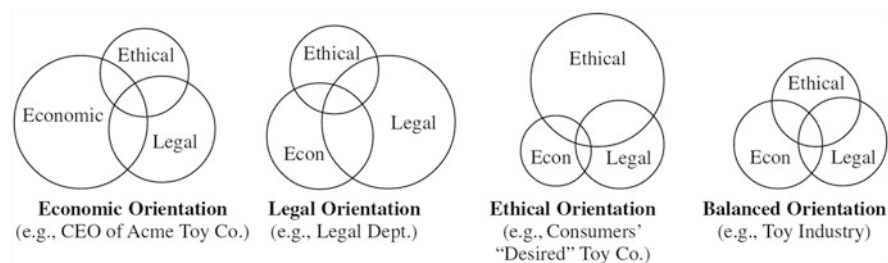 Ethical
Economic
Legal
Economic Orientation
(e.g., CEO of Acme Toy Co.)
Ethical
Legal
Econ
Legal Orientation
(e.g., Legal Dept.)
Ethical
Econ
Legal
Ethical Orientation
(e.g., Consumers’
“Desired” Toy Co.)
Ethical
Econ
Legal
Balanced Orientation
(e.g., Toy Industry)